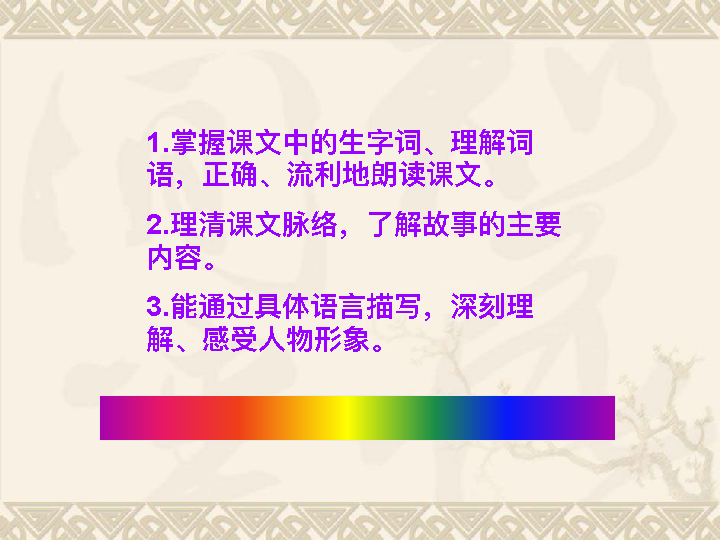 1.掌握课文中的生字词、理解词
语，正确、流利地朗读课文。
2.理清课文脉络，了解故事的主要
内容。
3.能通过具体语言描写，深刻理
解、感受人物形象。